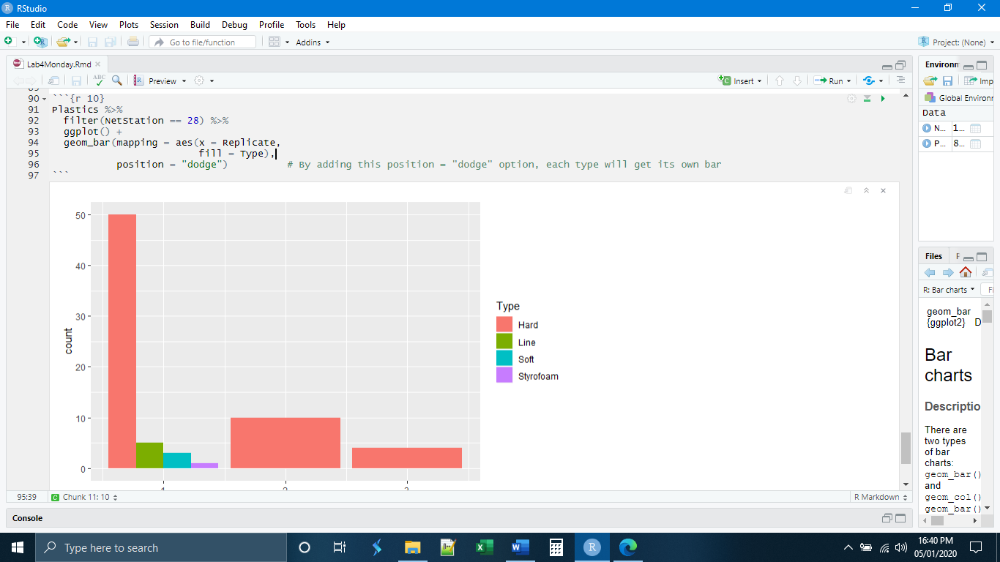 RStudio
File Edit Code View Plots Session Build Debug Profile Tools Help
Go to file/function Addins Project: (None)
Lab4Monday.Rmd
ABC Preview Insert Run
90 ```{r 10}
91 Plastics %>%
92 filter(NetStation == 28) %>%
93 ggplot() +
94 geom_bar(mapping = aes(x = Replicate,
95 fill = Type),
96 position = "dodge") # By adding this position = "dodge" option, each type will get its own bar
97 ```
50
40
30
20
10
0
count
1 2 3
Type
Hard
Line
Soft
Styrofoam
95:39 Chunk 11: 10 R Markdown
Console
Environm
Imp
Global Environr
Data
N... 1...
P... 8...
Files
R: Bar charts Fi
geom_bar
{ggplot2} D
Bar
charts
Descriptio
There are
two types
of bar
charts:
geom_bar()
and
geom_col()
geom_bar()
Type here to search
16:40 PM
05/01/2020